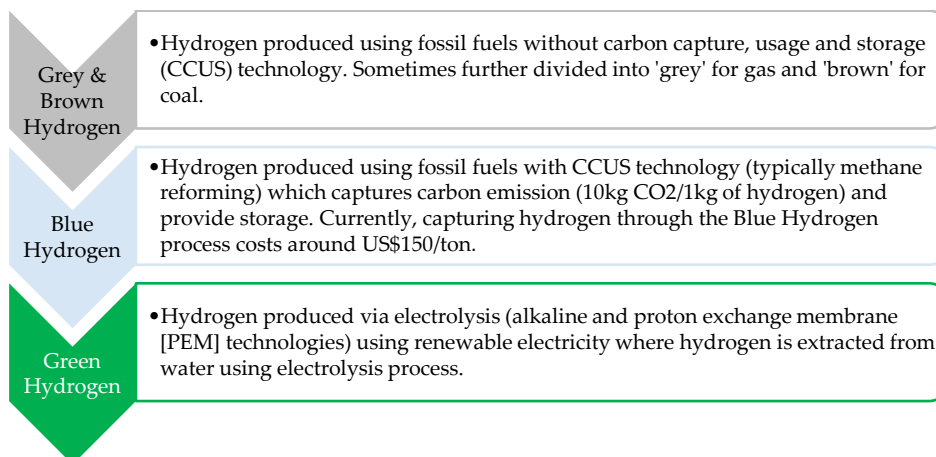 Grey &
Brown
Hydrogen
•Hydrogen produced using fossil fuels without carbon capture, usage and storage
(CCUS) technology. Sometimes further divided into 'grey' for gas and 'brown' for
coal.
Blue
Hydrogen
•Hydrogen produced using fossil fuels with CCUS technology (typically methane
reforming) which captures carbon emission (10kg CO2/1kg of hydrogen) and
provide storage. Currently, capturing hydrogen through the Blue Hydrogen
process costs around US$150/ton.
Green
Hydrogen
•Hydrogen produced via electrolysis (alkaline and proton exchange membrane
[PEM] technologies) using renewable electricity where hydrogen is extracted from
water using electrolysis process.